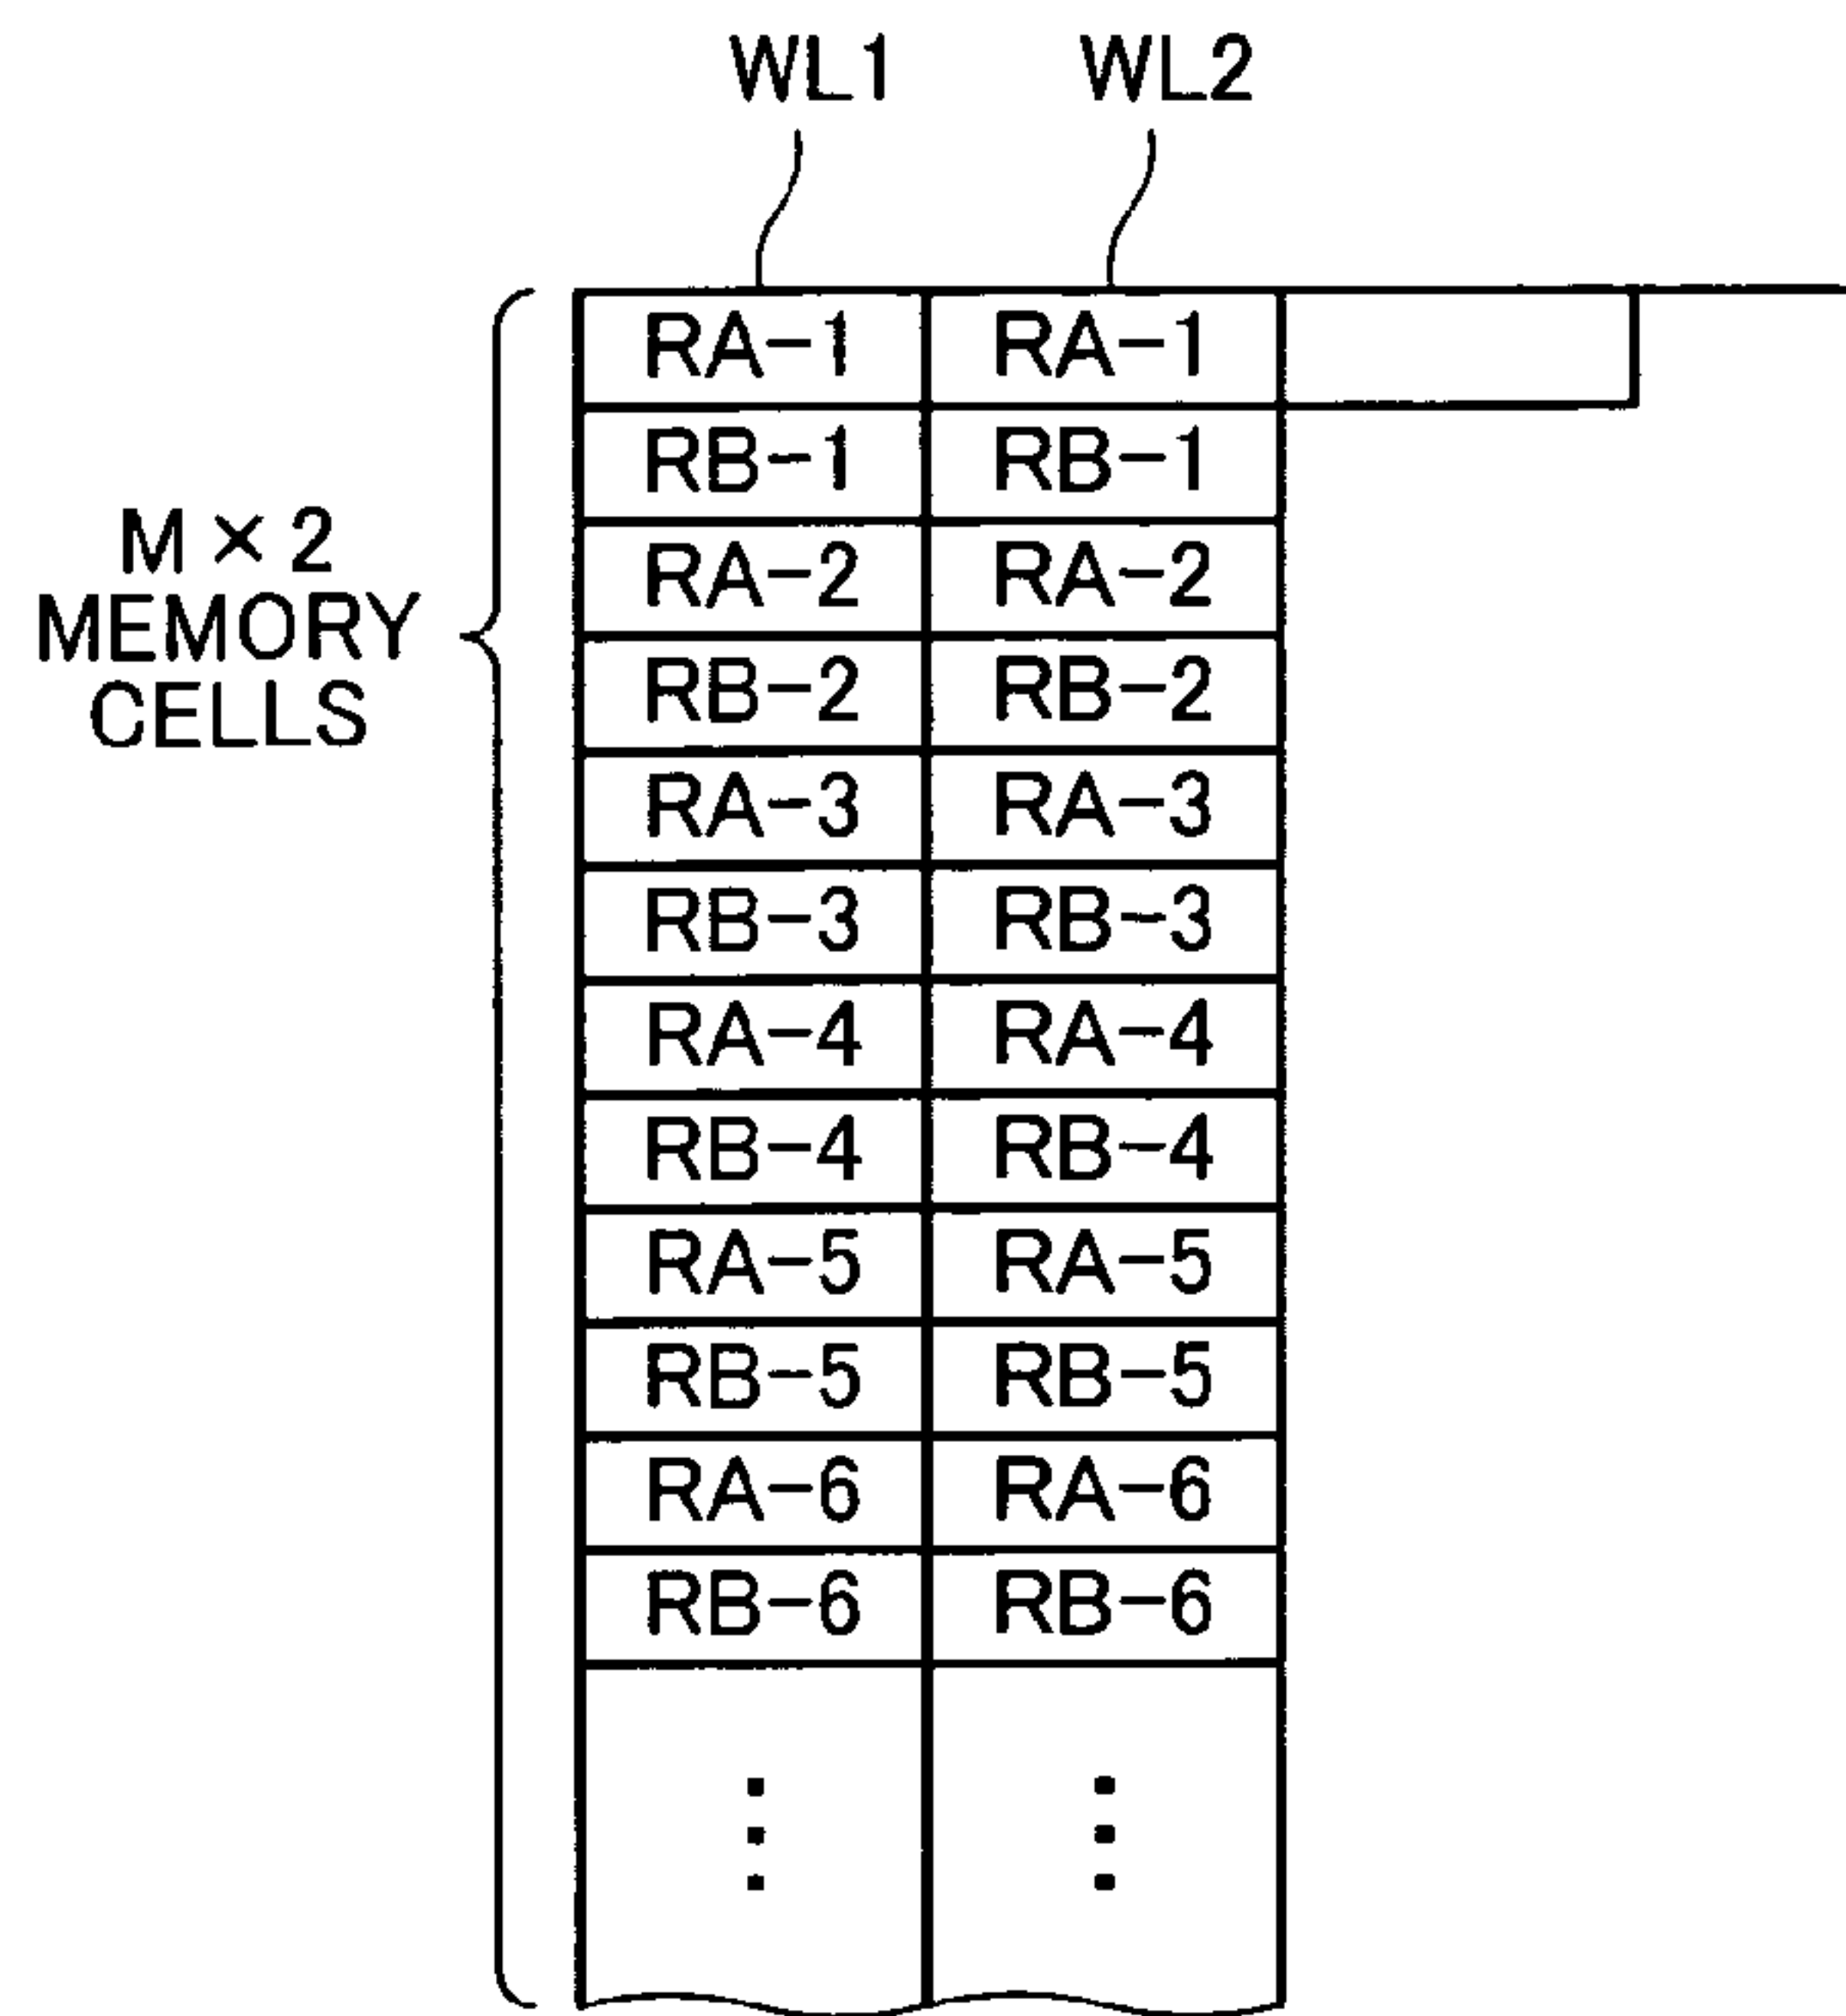 WL1 WL2
RA-1 RA-1
RB-1 RB-1
M×2
MEMORY
CELLS
RA-2 RA-2
RB-2 RB-2
RA-3 RA-3
RB-3 RB-3
RA-4 RA-4
RB-4 RB-4
RA-5 RA-5
RB-5 RB-5
RA-6 RA-6
RB-6 RB-6